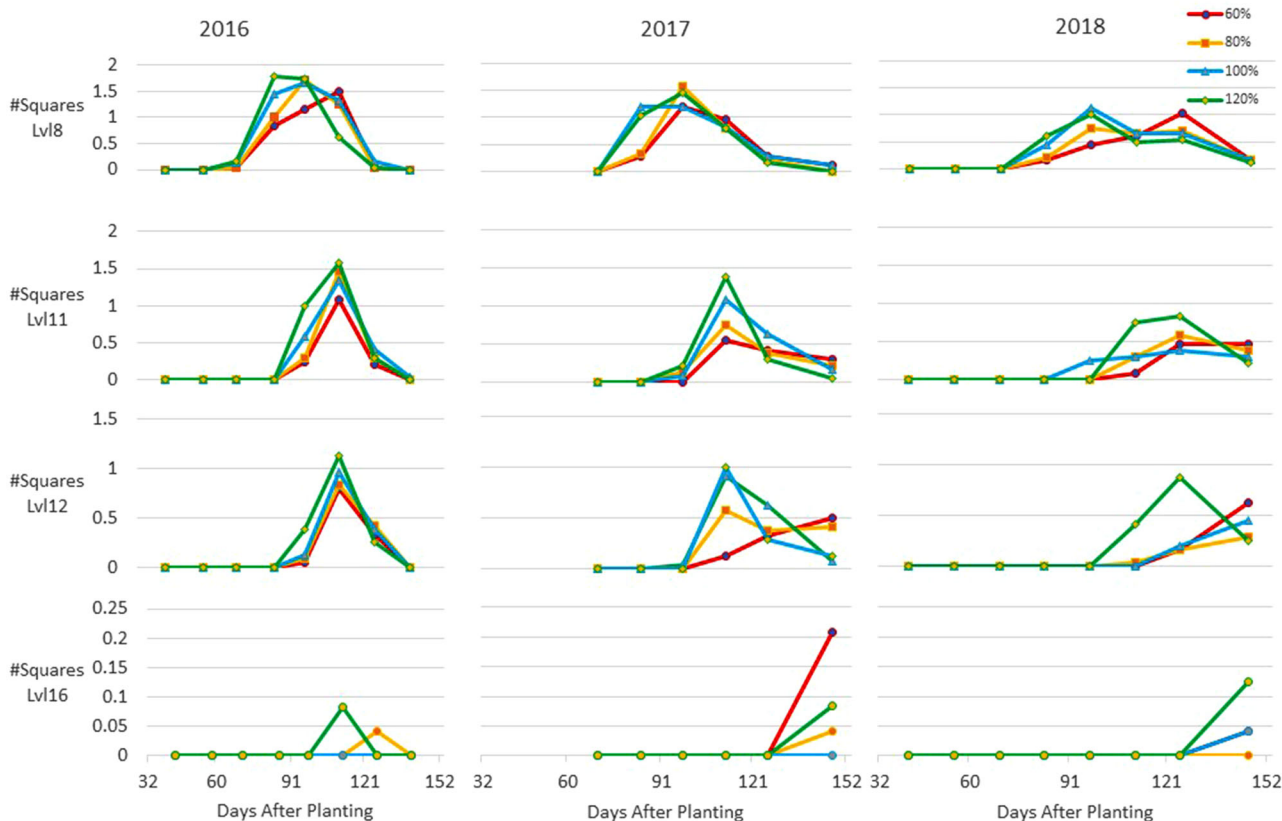 2016
2017
2018
60%
80%
100%
120%
#Squares
Lvl8
2
1.5
1
0.5
0
#Squares
Lvl11
2
1.5
1
0.5
0
#Squares
Lvl12
1.5
1
0.5
0
#Squares
Lvl16
0.25
0.2
0.15
0.1
0.05
0
32 60 91 121 152
32 60 91 121 152
32 60 91 121 152
Days After Planting
Days After Planting
Days After Planting